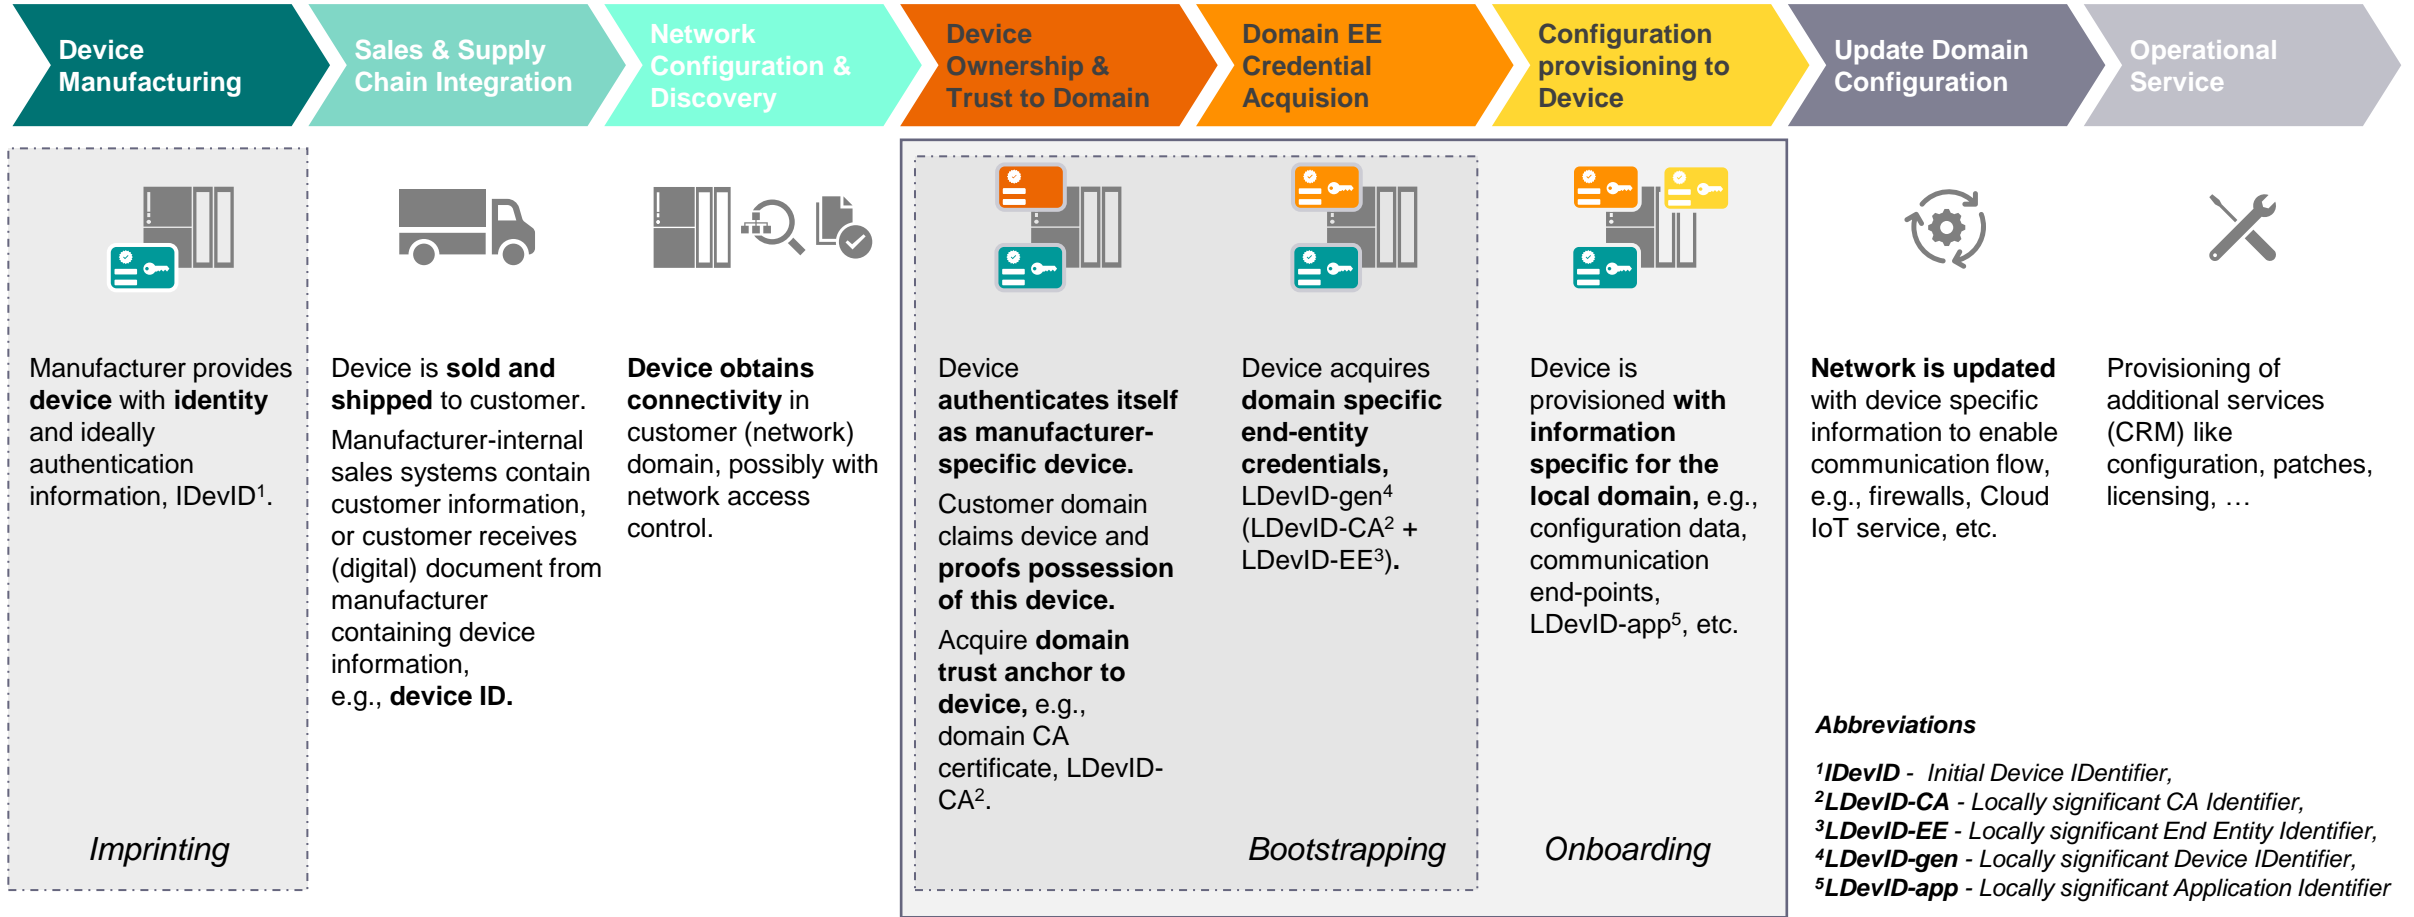 Device
Manufacturing
Sales & Supply
Chain Integration
Network
Configuration &
Discovery
Device
Ownership &
Trust to Domain
Domain EE
Credential
Acquision
Configuration
provisioning to
Device
Update Domain
Configuration
Operational
Service
Manufacturer provides
device with identity
and ideally
authentication
information, IDevID¹.
Imprinting
Device is sold and
shipped to customer.
Manufacturer-internal
sales systems contain
customer information,
or customer receives
(digital) document from
manufacturer
containing device
information,
e.g., device ID.
Device obtains
connectivity in
customer (network)
domain, possibly with
network access
control.
Device
authenticates itself
as manufacturer-
specific device.
Customer domain
claims device and
proofs possession
of this device.
Acquire domain
trust anchor to
device, e.g.,
domain CA
certificate, LDevID-
CA².
Device acquires
domain specific
end-entity
credentials,
LDevID-gen⁴
(LDevID-CA² +
LDevID-EE³).
Bootstrapping
Device is
provisioned with
information
specific for the
local domain, e.g.,
configuration data,
communication
end-points,
LDevID-app⁵, etc.
Onboarding
Network is updated
with device specific
information to enable
communication flow,
e.g., firewalls, Cloud
IoT service, etc.
Provisioning of
additional services
(CRM) like
configuration, patches,
licensing, …
Abbreviations
¹IDevID - Initial Device IDentifier,
²LDevID-CA - Locally significant CA Identifier,
³LDevID-EE - Locally significant End Entity Identifier,
⁴LDevID-gen - Locally significant Device IDentifier,
⁵LDevID-app - Locally significant Application Identifier